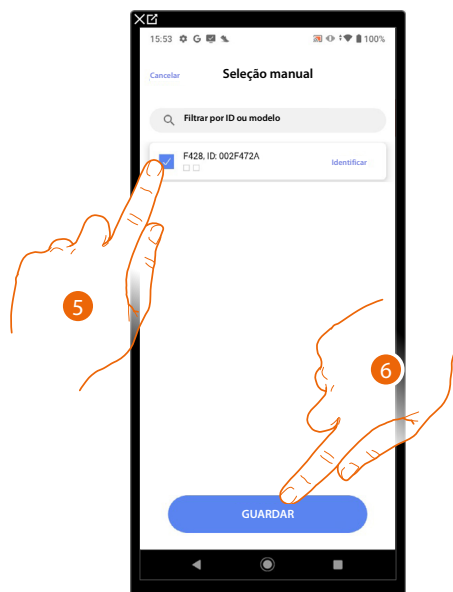 15:53 G 100%
Cancelar Seleção manual
Filtrar por ID ou modelo
F428, ID: 002F472A
Identificar
5
6
GUARDAR